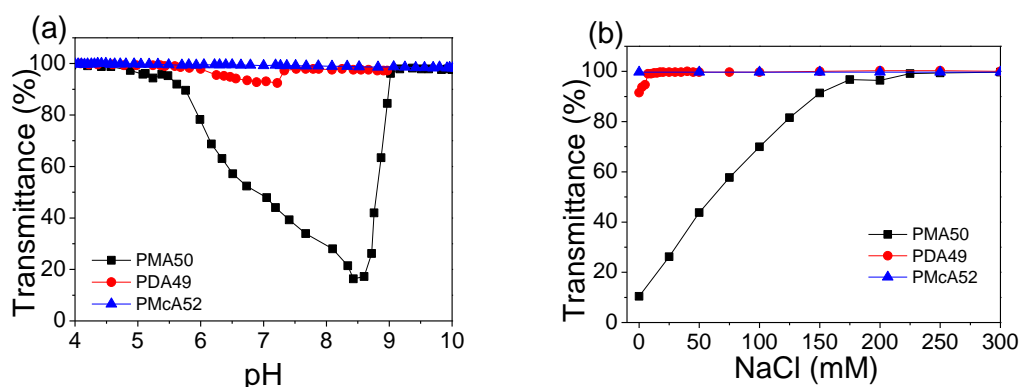 (a)
Transmittance (%)
100
80
60
40
20
0
PMA50
PDA49
PMcA52
4 5 6 7 8 9 10
pH
(b)
Transmittance (%)
100
80
60
40
20
0
PMA50
PDA49
PMcA52
0 50 100 150 200 250 300
NaCl (mM)